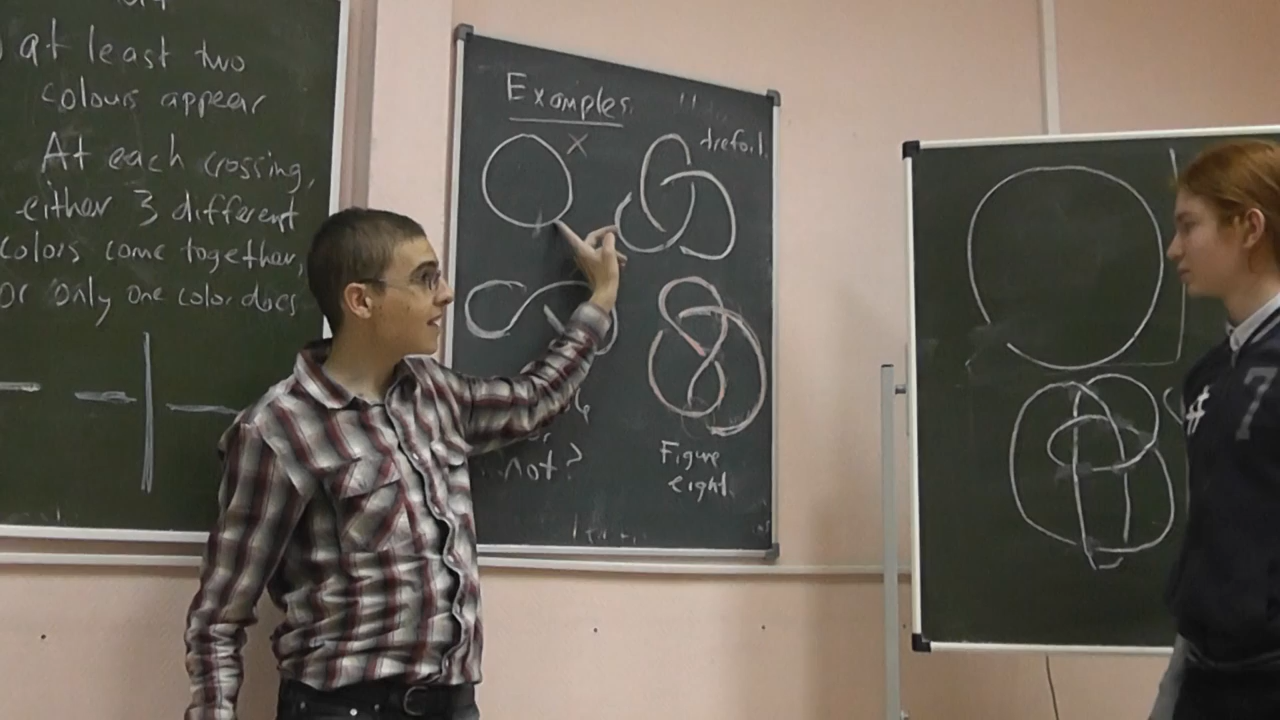 at least two
colours appear
At each crossing,
either 3 different
colors come together,
or only one color does
Examples.
x
trefoil.
not?
Figure
eight.
#
7